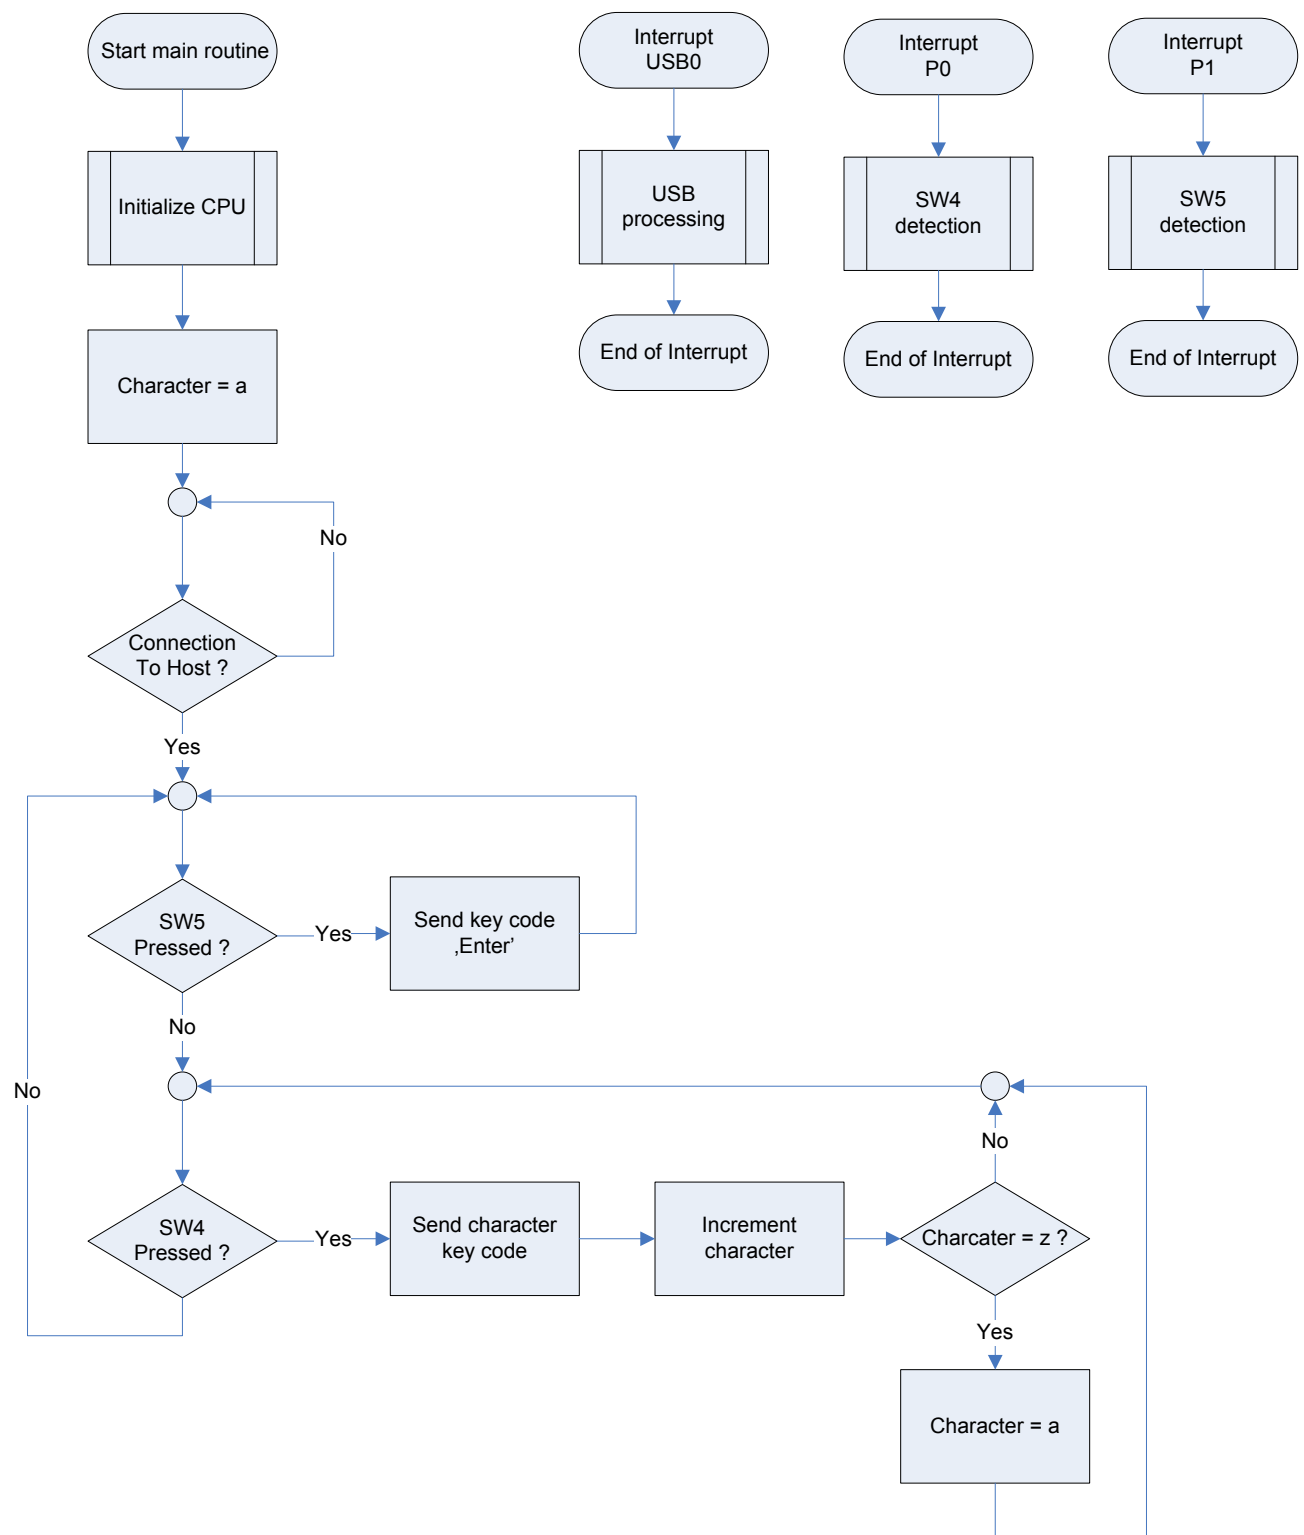 Start main routine
Interrupt
USB0
Interrupt
P0
Interrupt
P1
Initialize CPU
USB
processing
SW4
detection
SW5
detection
End of Interrupt
End of Interrupt
End of Interrupt
Character = a
No
Connection
To Host ?
Yes
SW5
Pressed ?
Yes
Send key code
‚Enter’
No
No
No
SW4
Pressed ?
Yes
Send character
key code
Increment
character
Charcater = z ?
Yes
Character = a